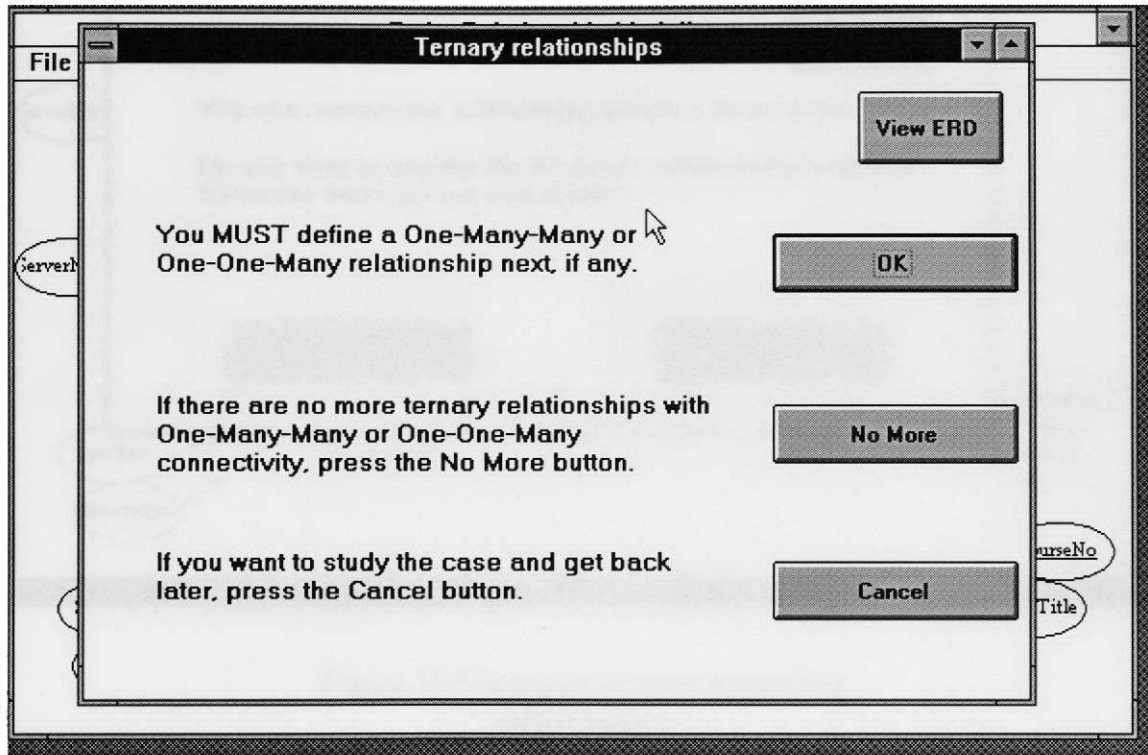 Ternary relationships
File
View ERD
You MUST define a One-Many-Many or
One-One-Many relationship next, if any.
OK
If there are no more ternary relationships with
One-Many-Many or One-One-Many
connectivity, press the No More button.
No More
If you want to study the case and get back
later, press the Cancel button.
Cancel
urseNo
Title